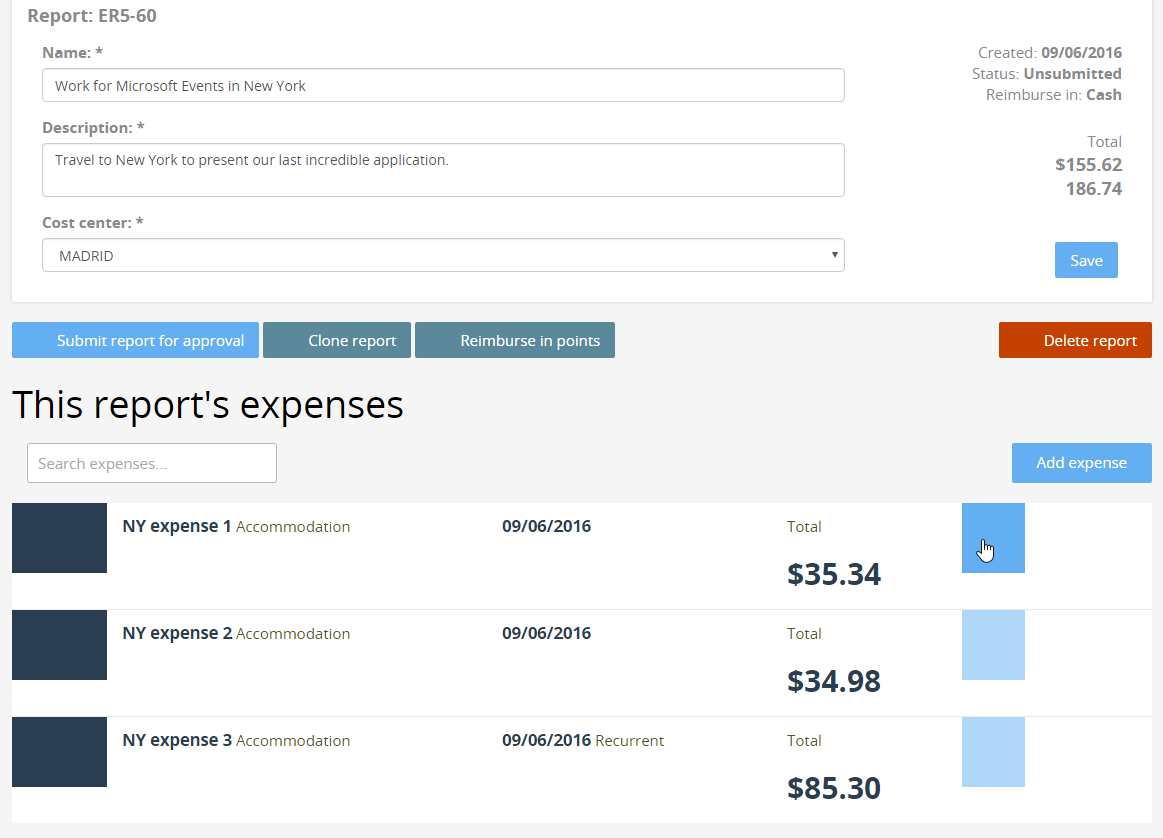 Report: ER5-60
Name: *
Work for Microsoft Events in New York
Description: *
Travel to New York to present our last incredible application.
Cost center: *
MADRID
Created: 09/06/2016
Status: Unsubmitted
Reimburse in: Cash
Total
$155.62
186.74
Save
Submit report for approval
Clone report
Reimburse in points
Delete report
This report's expenses
Search expenses...
Add expense
NY expense 1 Accommodation 09/06/2016 Total
$35.34
NY expense 2 Accommodation 09/06/2016 Total
$34.98
NY expense 3 Accommodation 09/06/2016 Recurrent Total
$85.30